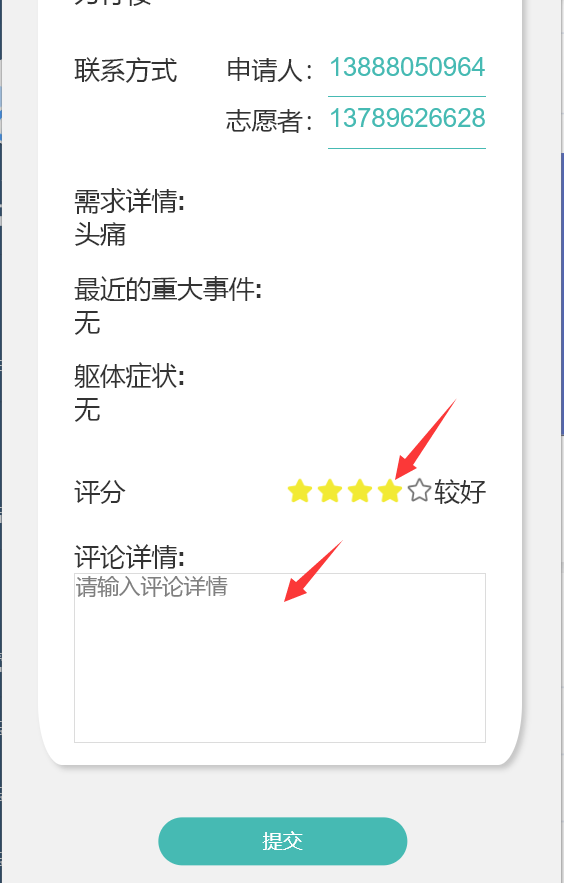 联系方式 申请人：13888050964
志愿者：13789626628
需求详情:
头痛
最近的重大事件:
无
躯体症状:
无
评分 较好
评论详情:
请输入评论详情
提交